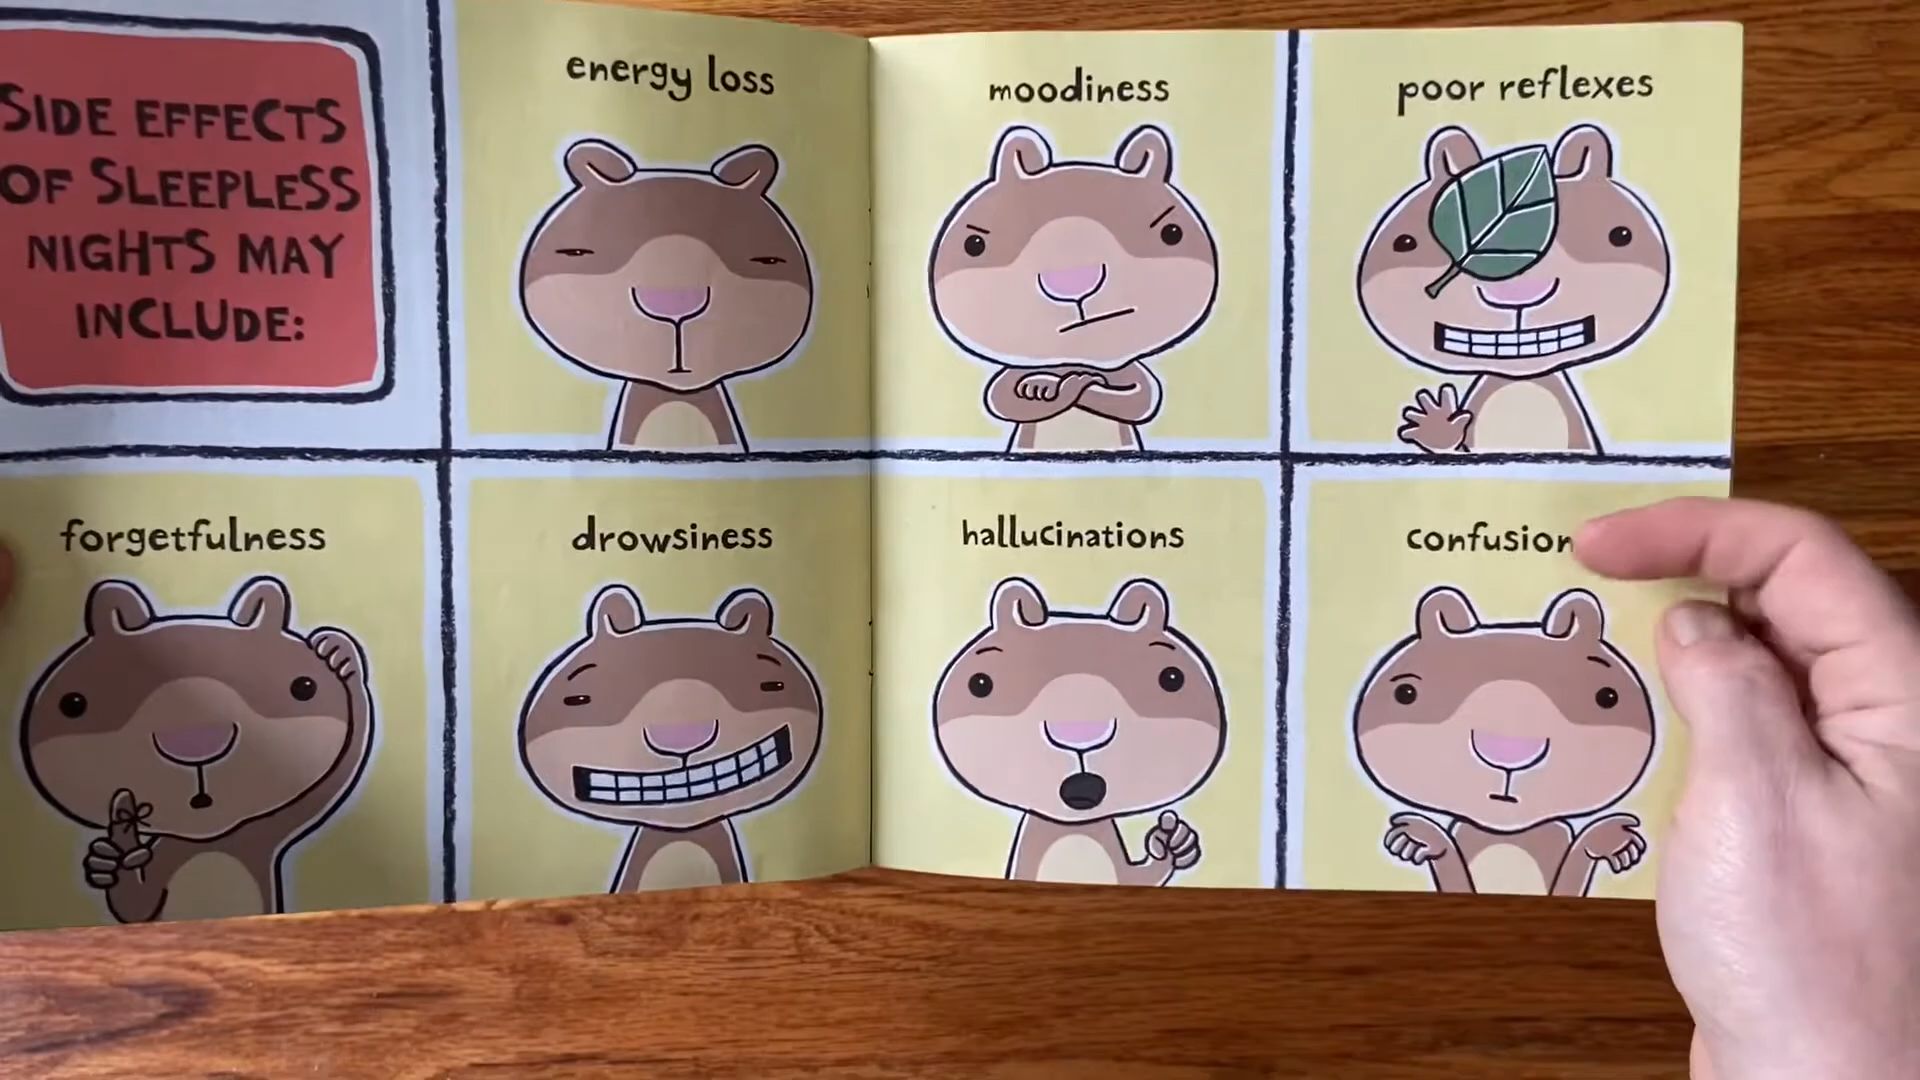 SIDE EFFECTS
OF SLEEPLESS
NIGHTS MAY
INCLUDE:
energy loss
moodiness
poor reflexes
forgetfulness
drowsiness
hallucinations
confusion